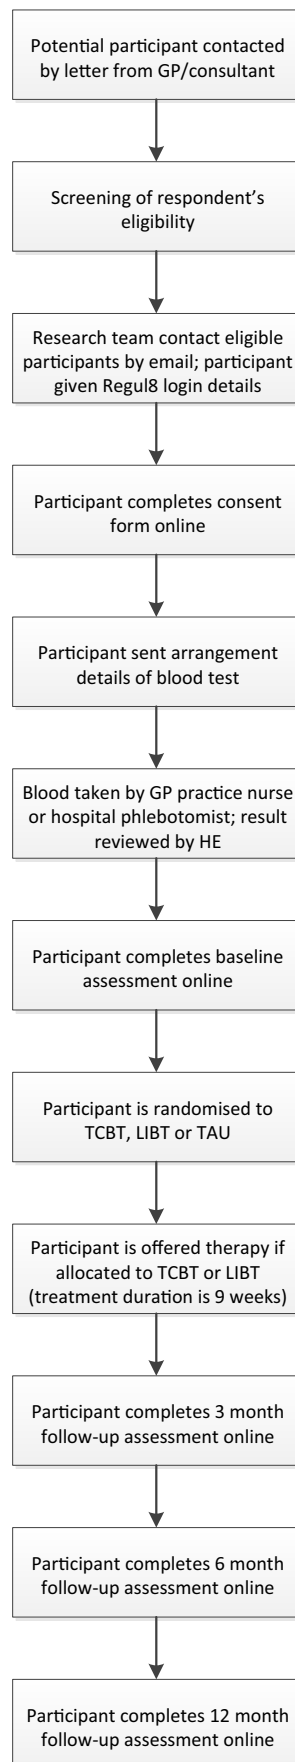 Potential participant contacted
by letter from GP/consultant
Screening of respondent’s
eligibility
Research team contact eligible
participants by email; participant
given Regul8 login details
Participant completes consent
form online
Participant sent arrangement
details of blood test
Blood taken by GP practice nurse
or hospital phlebotomist; result
reviewed by HE
Participant completes baseline
assessment online
Participant is randomised to
TCBT, LIBT or TAU
Participant is offered therapy if
allocated to TCBT or LIBT
(treatment duration is 9 weeks)
Participant completes 3 month
follow-up assessment online
Participant completes 6 month
follow-up assessment online
Participant completes 12 month
follow-up assessment online